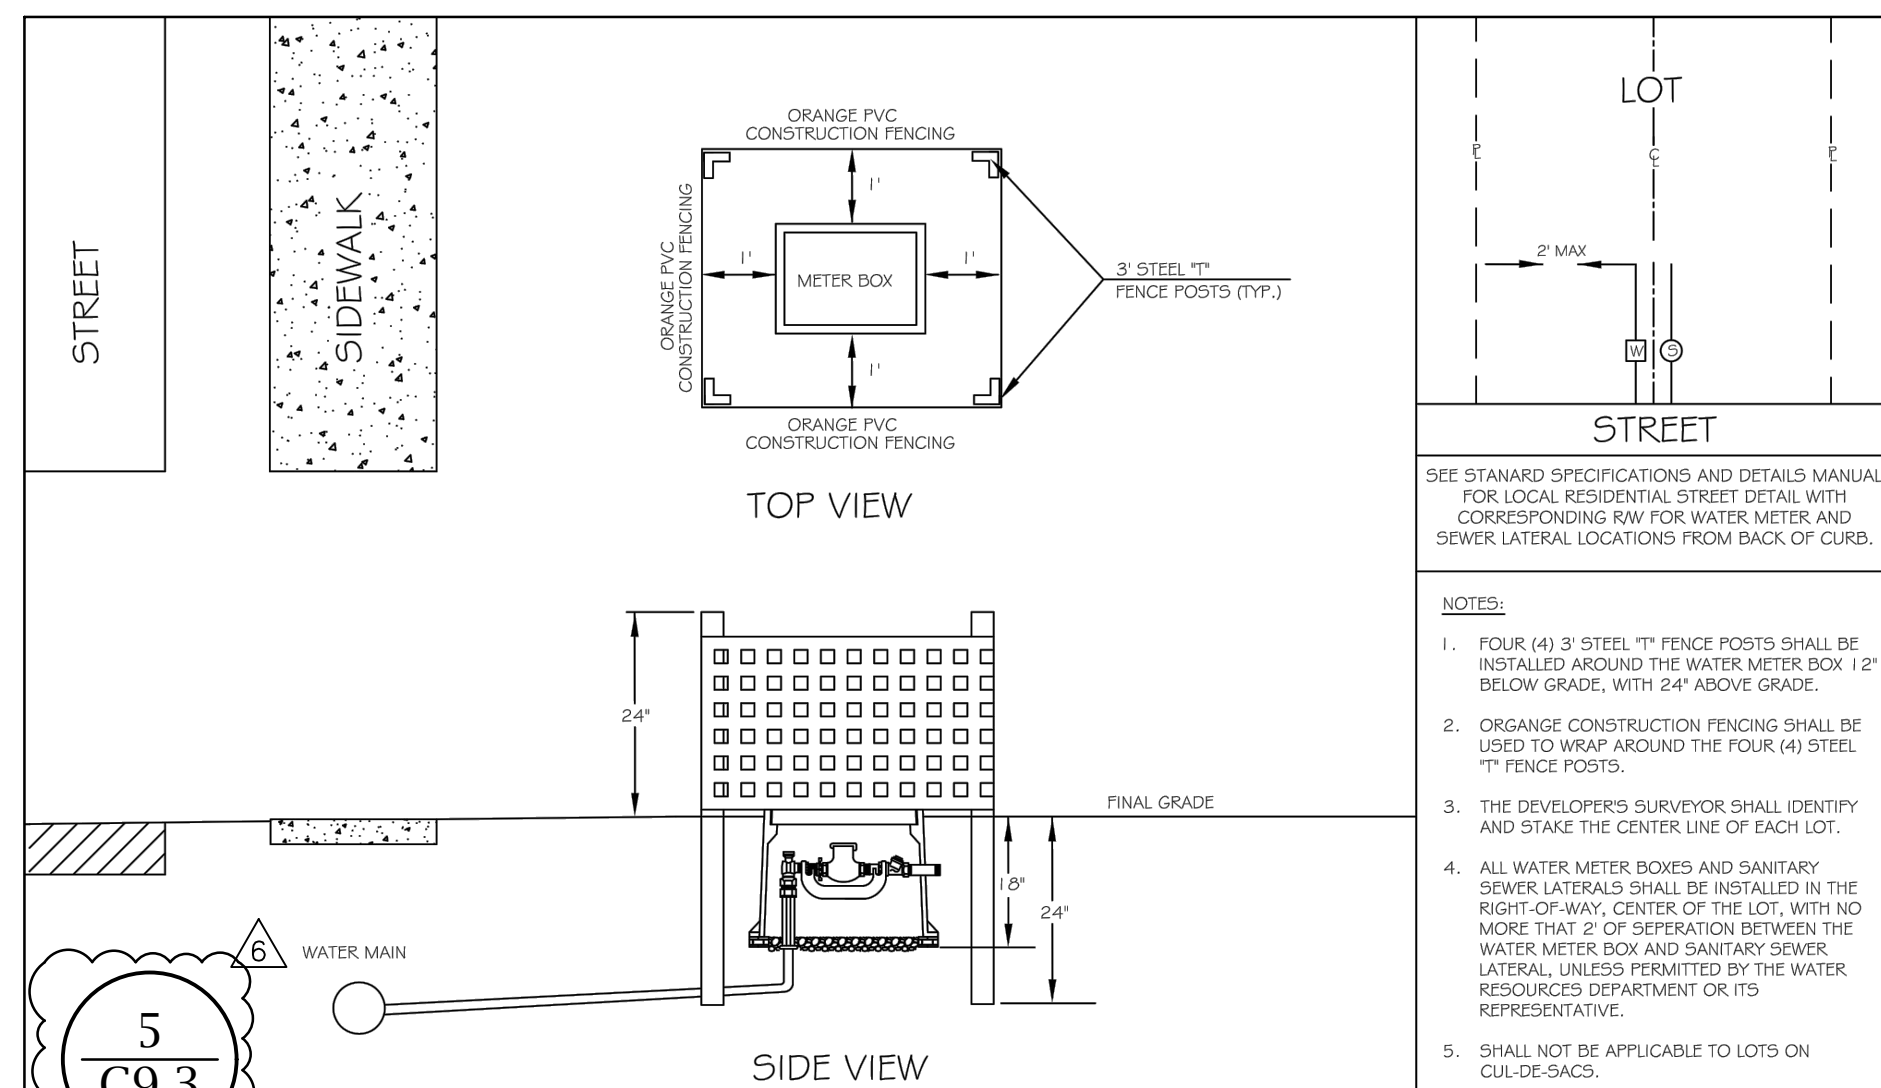 STREET
SIDEWALK
ORANGE PVC
CONSTRUCTION FENCING
ORANGE PVC
CONSTRUCTION FENCING
1'
1'
1'
1'
METER BOX
3' STEEL "T"
FENCE POSTS (TYP.)
ORANGE PVC
CONSTRUCTION FENCING
TOP VIEW
LOT
PL
CL
PL
2' MAX
W
S
STREET
SEE STANARD SPECIFICATIONS AND DETAILS MANUAL
FOR LOCAL RESIDENTIAL STREET DETAIL WITH
CORRESPONDING R/W FOR WATER METER AND
SEWER LATERAL LOCATIONS FROM BACK OF CURB.
24"
FINAL GRADE
18"
24"
WATER MAIN
6
5
C9.3
SIDE VIEW
NOTES:
1. FOUR (4) 3' STEEL "T" FENCE POSTS SHALL BE
INSTALLED AROUND THE WATER METER BOX 12"
BELOW GRADE, WITH 24" ABOVE GRADE.
2. ORGANGE CONSTRUCTION FENCING SHALL BE
USED TO WRAP AROUND THE FOUR (4) STEEL
"T" FENCE POSTS.
3. THE DEVELOPER'S SURVEYOR SHALL IDENTIFY
AND STAKE THE CENTER LINE OF EACH LOT.
4. ALL WATER METER BOXES AND SANITARY
SEWER LATERALS SHALL BE INSTALLED IN THE
RIGHT-OF-WAY, CENTER OF THE LOT, WITH NO
MORE THAT 2' OF SEPERATION BETWEEN THE
WATER METER BOX AND SANITARY SEWER
LATERAL, UNLESS PERMITTED BY THE WATER
RESOURCES DEPARTMENT OR ITS
REPRESENTATIVE.
5. SHALL NOT BE APPLICABLE TO LOTS ON
CUL-DE-SACS.